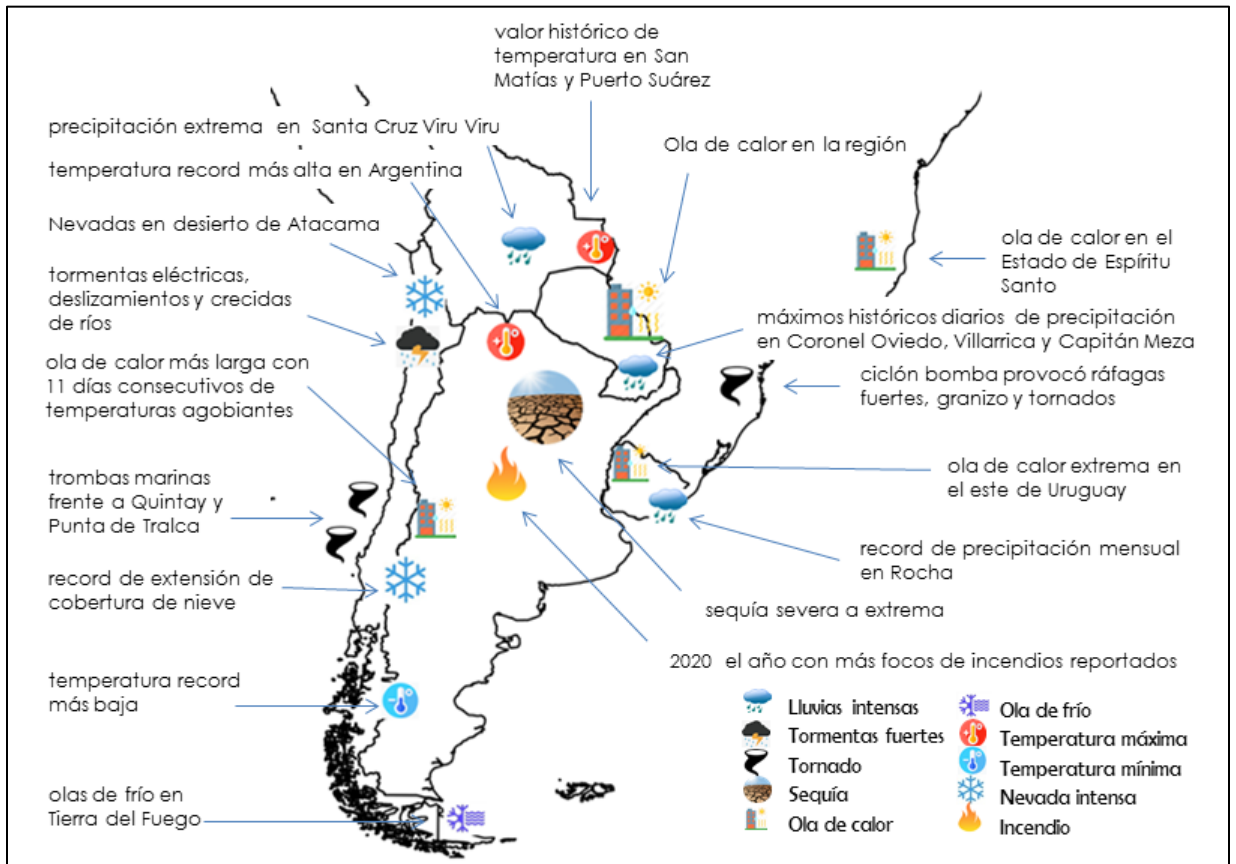 valor histórico de
temperatura en San
Matías y Puerto Suárez
precipitación extrema en Santa Cruz Viru Viru
temperatura record más alta en Argentina
Nevadas en desierto de Atacama
tormentas eléctricas,
deslizamientos y crecidas
de ríos
ola de calor más larga con
11 días consecutivos de
temperaturas agobiantes
trombas marinas
frente a Quintay y
Punta de Tralca
record de extensión de
cobertura de nieve
temperatura record
más baja
olas de frío en
Tierra del Fuego
Ola de calor en la región
ola de calor en el
Estado de Espíritu
Santo
máximos históricos diarios de precipitación
en Coronel Oviedo, Villarrica y Capitán Meza
ciclón bomba provocó ráfagas
fuertes, granizo y tornados
ola de calor extrema en
el este de Uruguay
record de precipitación mensual
en Rocha
sequía severa a extrema
2020 el año con más focos de incendios reportados
Lluvias intensas
Tormentas fuertes
Tornado
Sequía
Ola de calor
Ola de frío
Temperatura máxima
Temperatura mínima
Nevada intensa
Incendio